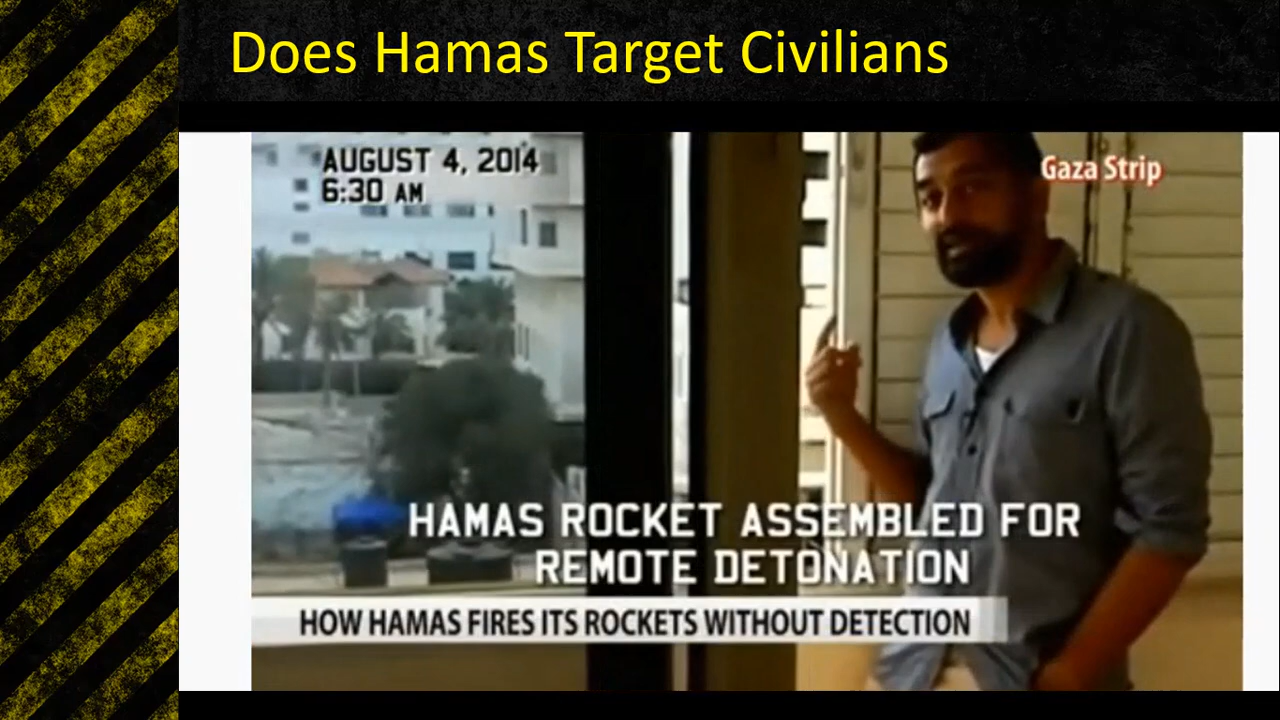 Does Hamas Target Civilians
AUGUST 4, 2014
6:30 AM
Gaza Strip
HAMAS ROCKET ASSEMBLED FOR
REMOTE DETONATION
HOW HAMAS FIRES ITS ROCKETS WITHOUT DETECTION